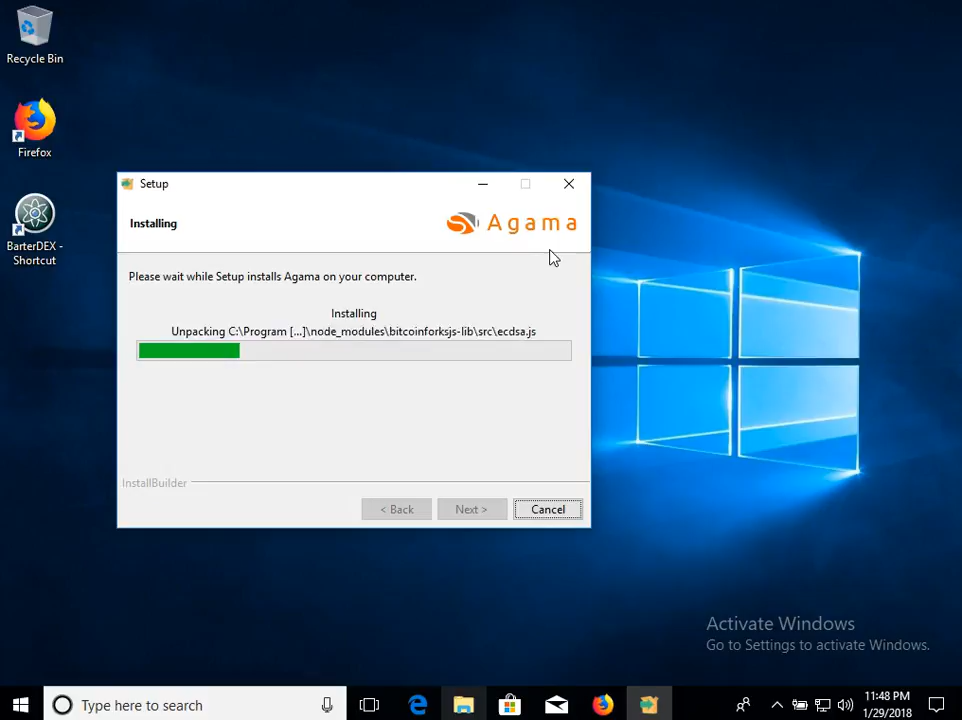 Recycle Bin
Firefox
BarterDEX -
Shortcut
Setup
Installing
Agama
Please wait while Setup installs Agama on your computer.
Installing
Unpacking C:\Program [...]\node_modules\bitcoinforksjs-lib\src\ecdsa.js
InstallBuilder
< Back
Next >
Cancel
Activate Windows
Go to Settings to activate Windows.
Type here to search
11:48 PM
1/29/2018